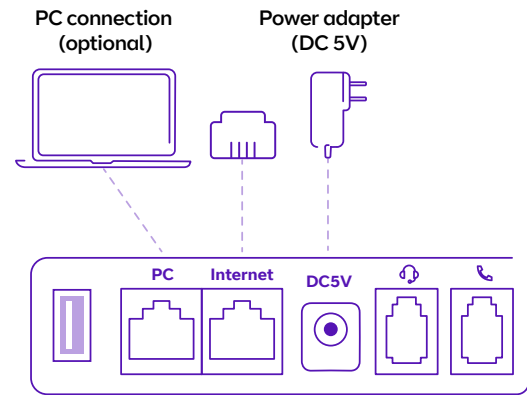 PC connection
(optional)
Power adapter
(DC 5V)
PC
Internet
DC5V